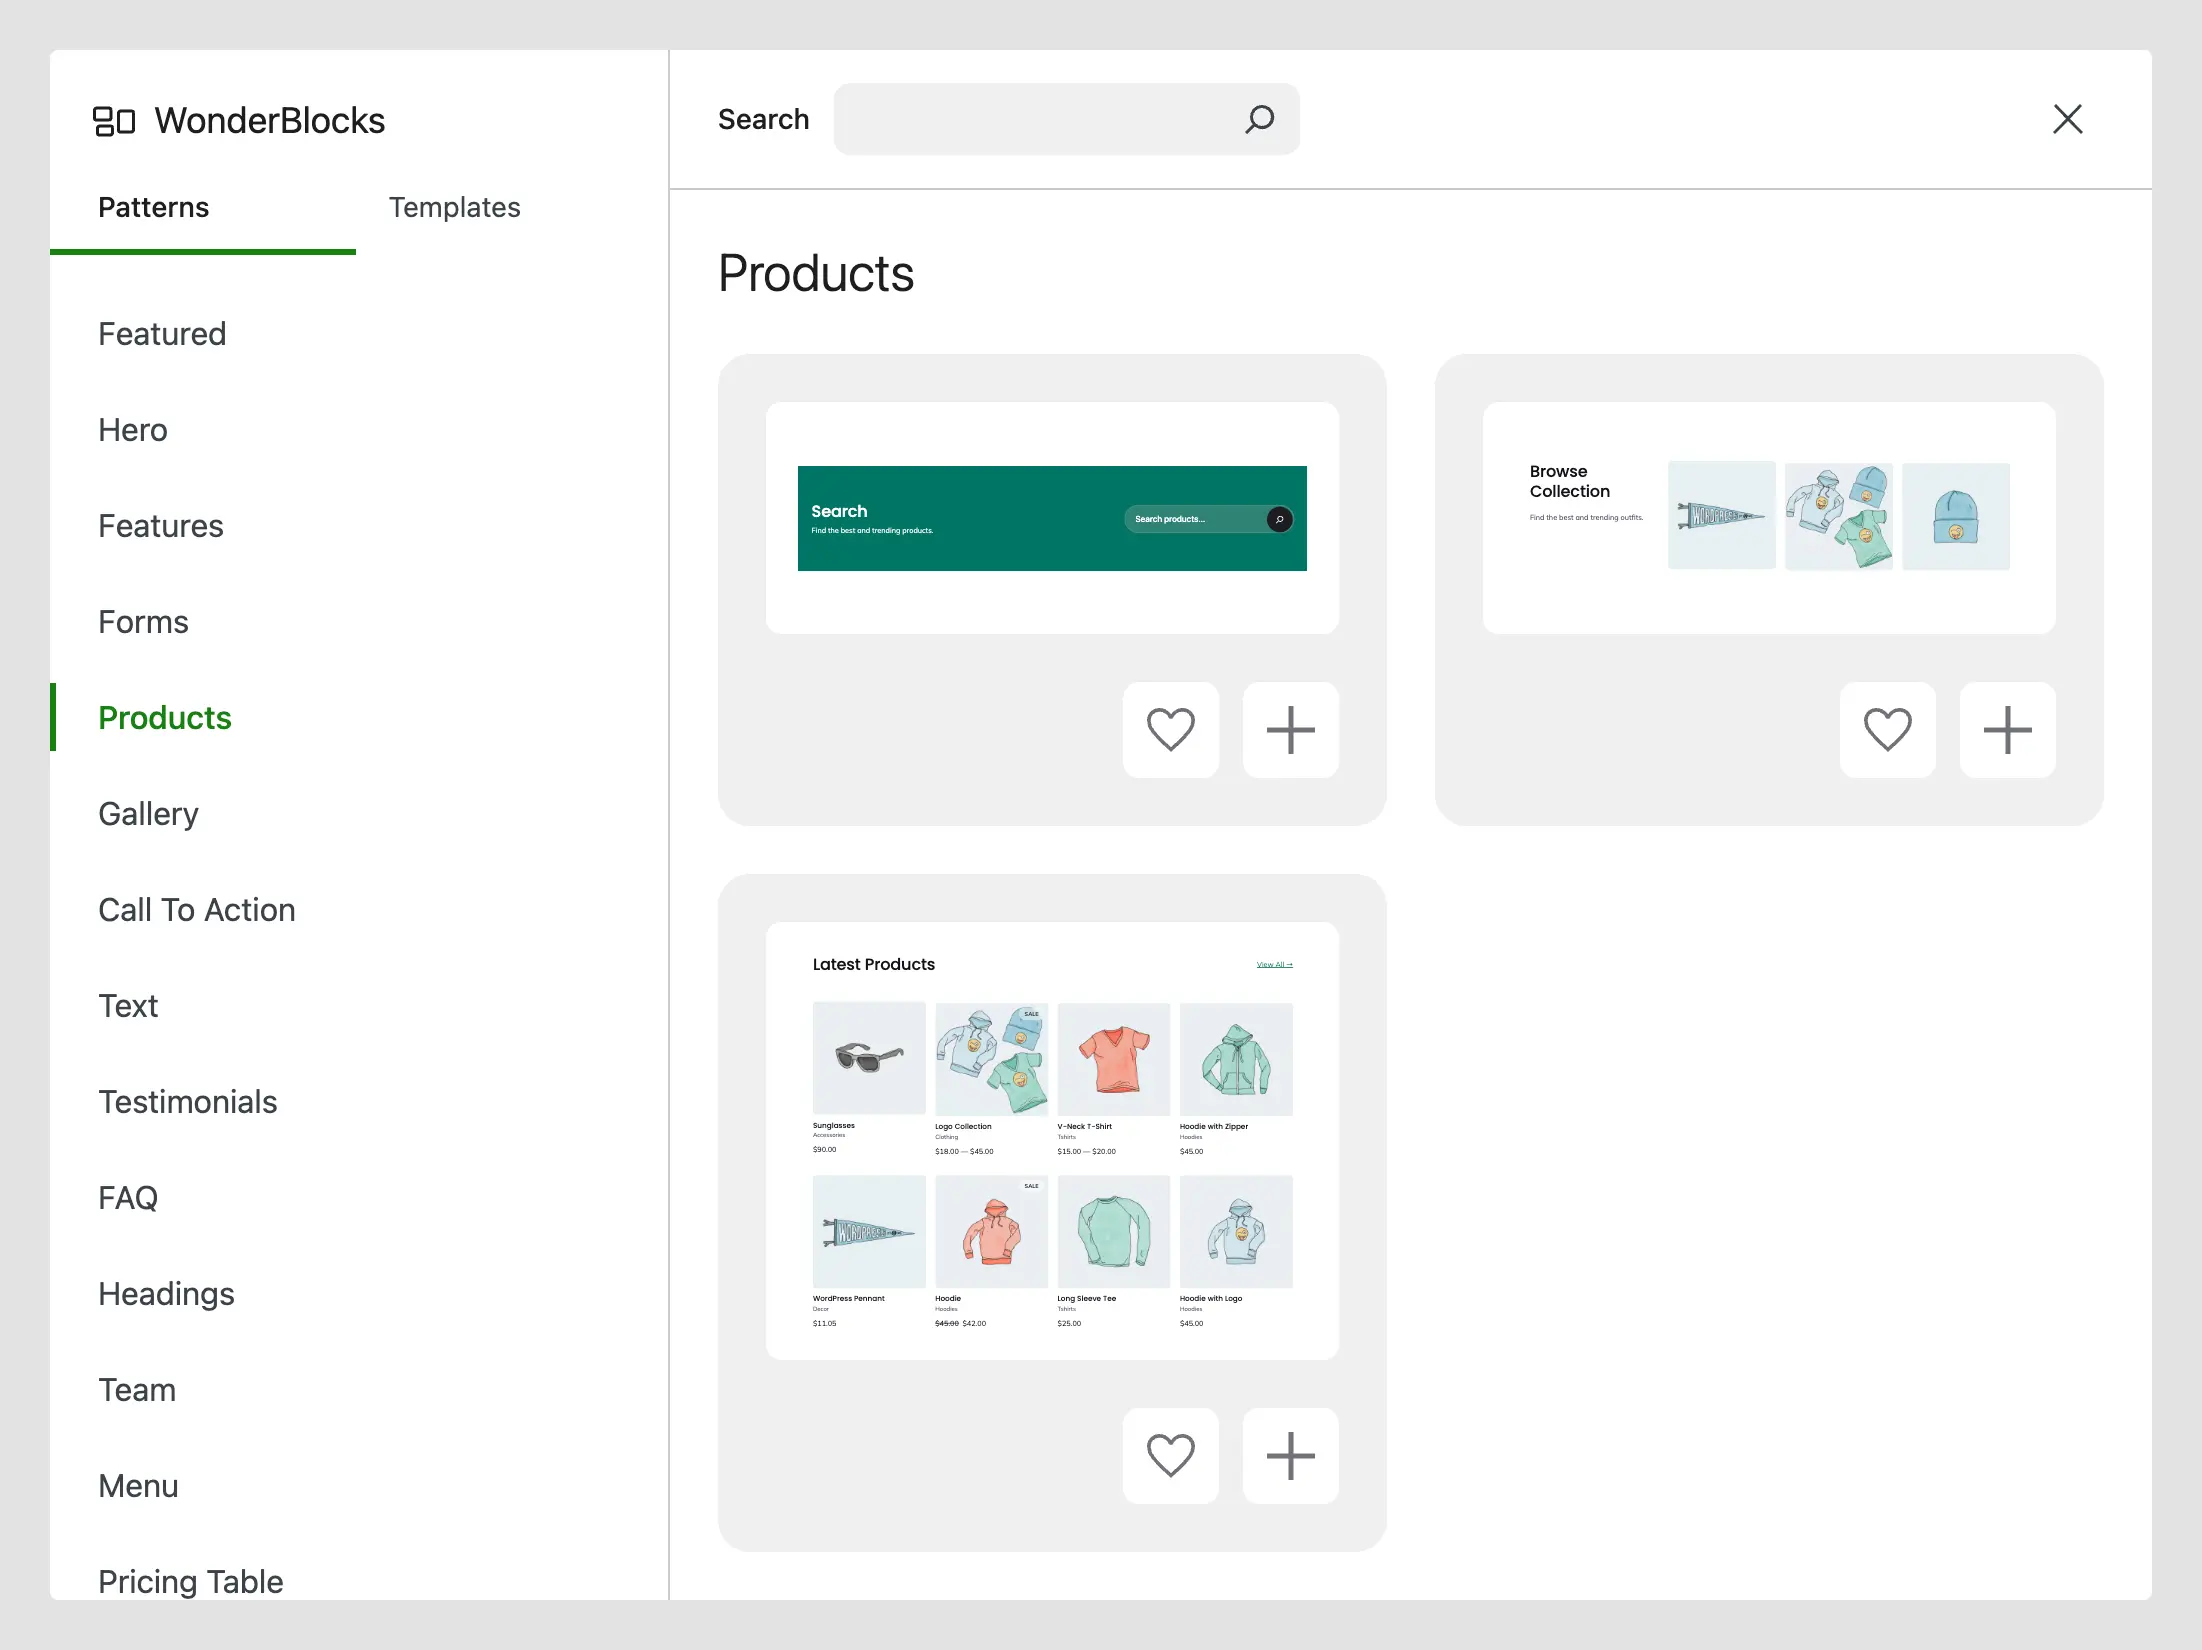 WonderBlocks
Patterns
Templates
Featured
Hero
Features
Forms
Products
Gallery
Call To Action
Text
Testimonials
FAQ
Headings
Team
Menu
Pricing Table
Search
Products
Search
Find the best and trending products.
Search products...
Browse
Collection
Find the best and trending outfits.
WORDPRESS
Latest Products
View All →
SALE
Sunglasses
Accessories
$90.00
Logo Collection
Clothing
$18.00 — $45.00
V-Neck T-Shirt
Tshirts
$15.00 — $20.00
Hoodie with Zipper
Hoodies
$45.00
WORDPRESS
SALE
WordPress Pennant
Decor
$11.05
Hoodie
Hoodies
$45.00 $42.00
Long Sleeve Tee
Tshirts
$25.00
Hoodie with Logo
Hoodies
$45.00